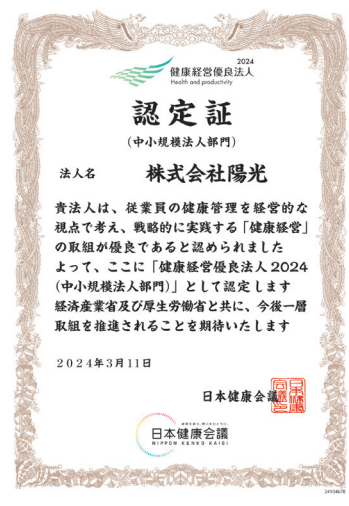 2024
健康経営優良法人
Health and productivity
認定証
(中小規模法人部門)
法人名 株式会社陽光
貴法人は、従業員の健康管理を経営的な
視点で考え、戦略的に実践する「健康経営」
の取組が優良であると認められました
よって、ここに「健康経営優良法人2024
(中小規模法人部門)」として認定します
経済産業省及び厚生労働省と共に、今後一層
取組を推進されることを期待いたします
2024年3月11日
日本健康会議
日本健康会議
NIPPON KENKO KAIGI